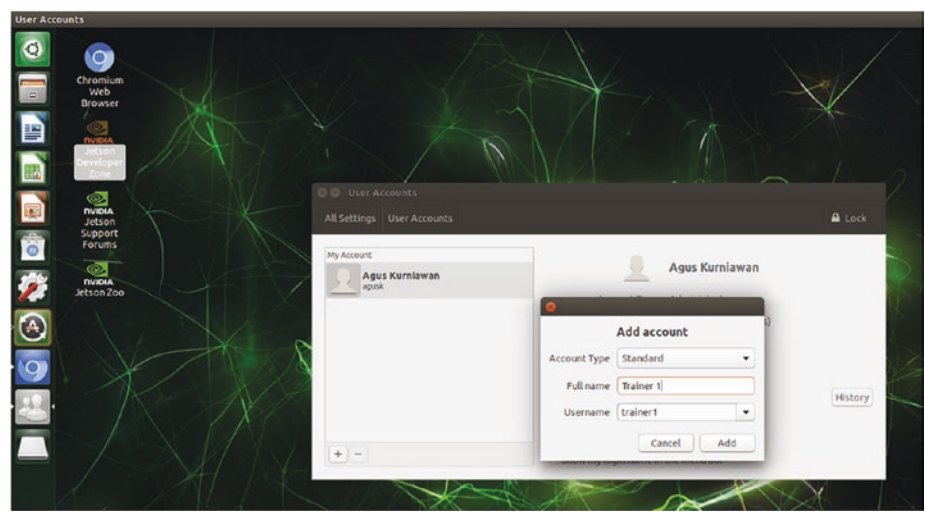 User Accounts
Chromium
Web
Browser
NVIDIA
Jetson
Developer
Zone
NVIDIA
Jetson
Support
Forums
NVIDIA
Jetson Zoo
User Accounts
All Settings User Accounts
Lock
My Account
Agus Kurniawan
agusk
Agus Kurniawan
Add account
Account Type Standard
Full name Trainer 1
Username trainer1
Cancel Add
History
+ -